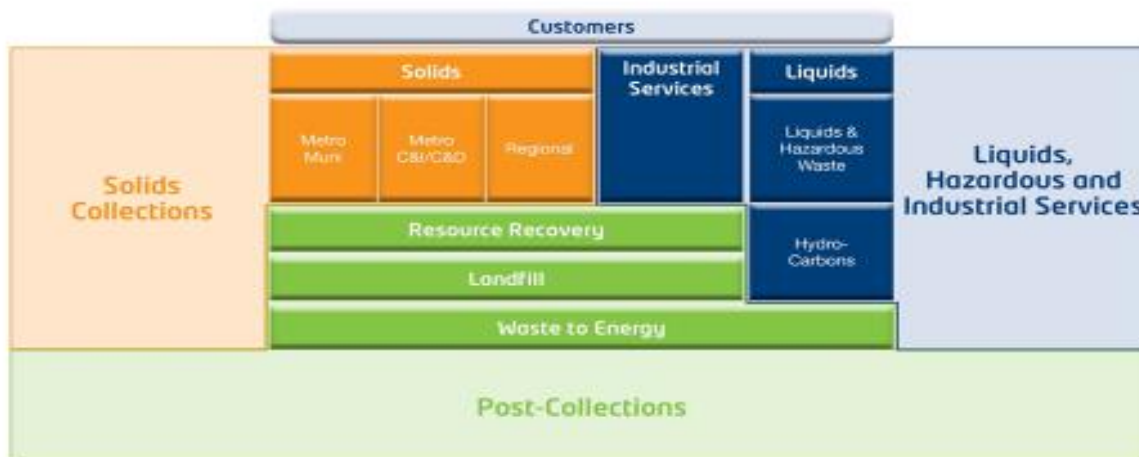 Customers
Solids
Industrial
Services
Liquids
Metro
Muni
Metro
C&I/C&D
Regional
Liquids &
Hazardous
Waste
Solids
Collections
Liquids,
Hazardous and
Industrial Services
Resource Recovery
Hydro-
Carbons
Landfill
Waste to Energy
Post-Collections